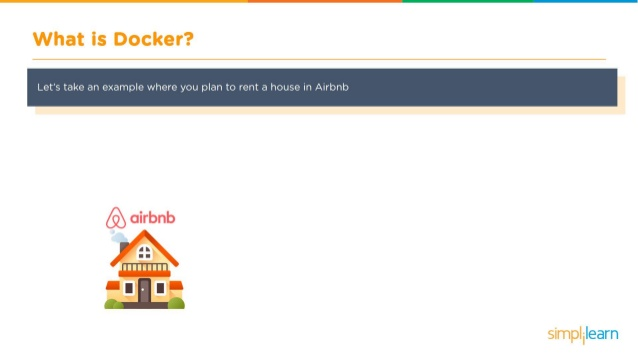 What is Docker?
Let's take an example where you plan to rent a house in Airbnb
airbnb
simplilearn